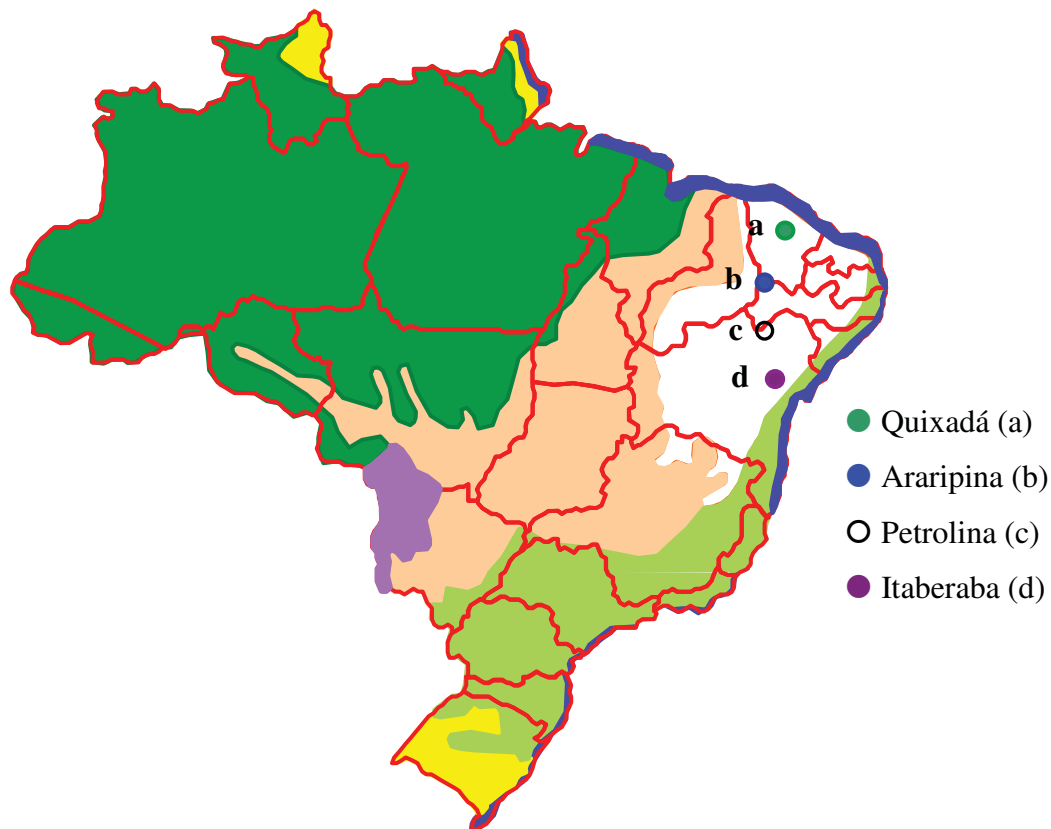 a
b
c
d
Quixadá (a)
Araripina (b)
Petrolina (c)
Itaberaba (d)